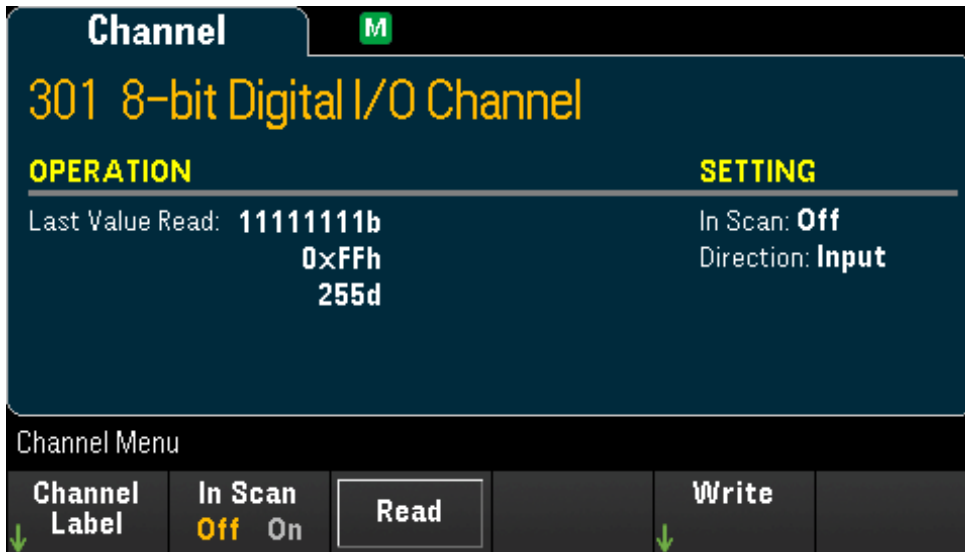 Channel M
301 8-bit Digital I/O Channel
OPERATION SETTING
Last Value Read: 11111111b In Scan: Off
0xFFh Direction: Input
255d
Channel Menu
Channel In Scan Read Write
Label Off On